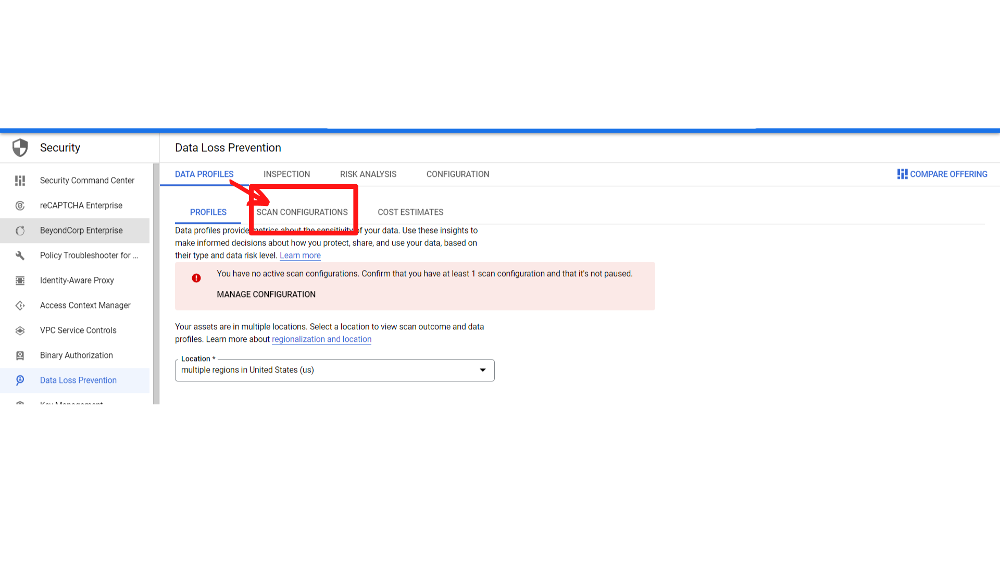 Security
Data Loss Prevention
DATA PROFILES
INSPECTION
RISK ANALYSIS
CONFIGURATION
COMPARE OFFERING
Security Command Center
reCAPTCHA Enterprise
BeyondCorp Enterprise
Policy Troubleshooter for ...
Identity-Aware Proxy
Access Context Manager
VPC Service Controls
Binary Authorization
Data Loss Prevention
Key Management
PROFILES
SCAN CONFIGURATIONS
COST ESTIMATES
Data profiles provide metrics about the sensitivity of your data. Use these insights to
make informed decisions about how you protect, share, and use your data, based on
their type and data risk level. Learn more
You have no active scan configurations. Confirm that you have at least 1 scan configuration and that it's not paused.
MANAGE CONFIGURATION
Your assets are in multiple locations. Select a location to view scan outcome and data
profiles. Learn more about regionalization and location
Location *
multiple regions in United States (us)